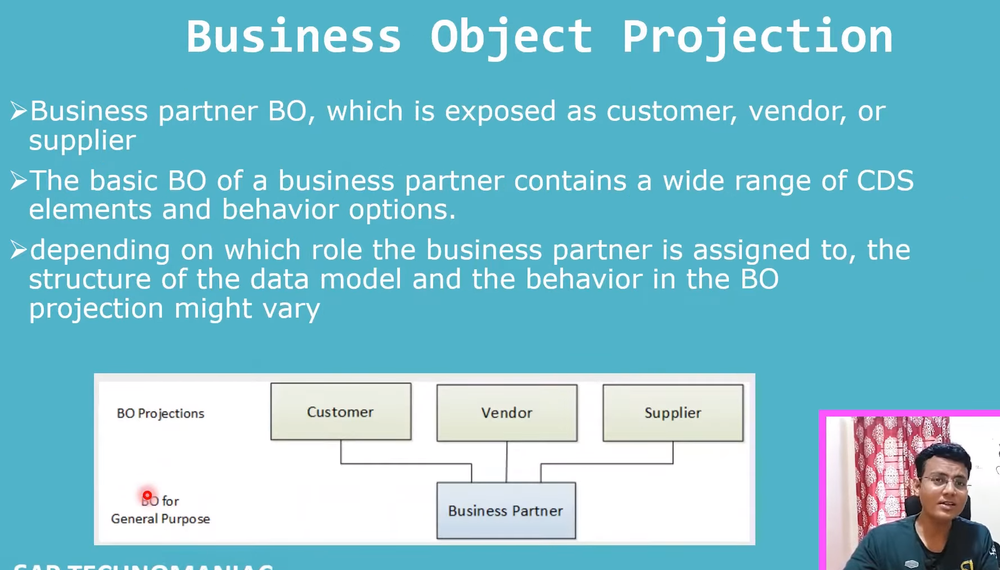 Business Object Projection
➢Business partner BO, which is exposed as customer, vendor, or
supplier
➢The basic BO of a business partner contains a wide range of CDS
elements and behavior options.
➢depending on which role the business partner is assigned to, the
structure of the data model and the behavior in the BO
projection might vary
BO Projections
Customer
Vendor
Supplier
BO for
General Purpose
Business Partner
SAP TECHNOMANIAC